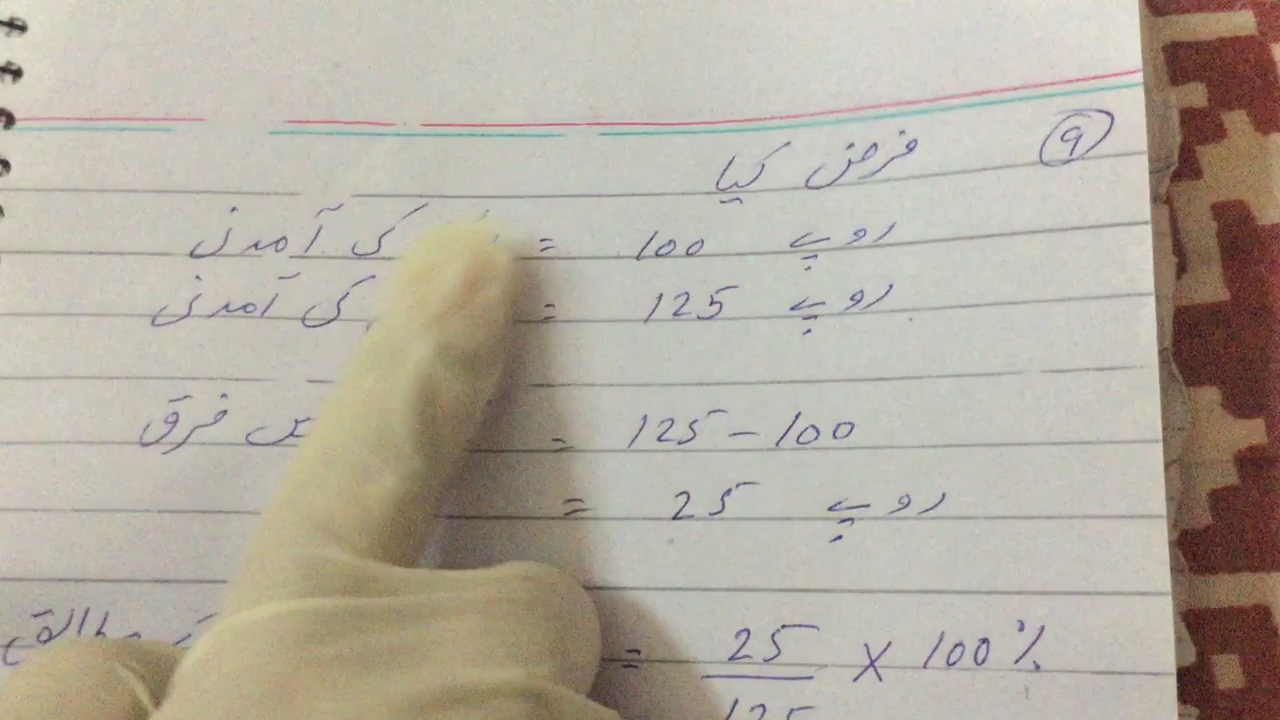 ⑨ فرض کیا
کی آمدنی = 100 روپے
کی آمدنی = 125 روپے
فرق = 125 - 100
= 25 روپے
مطابق = 25/125 × 100%